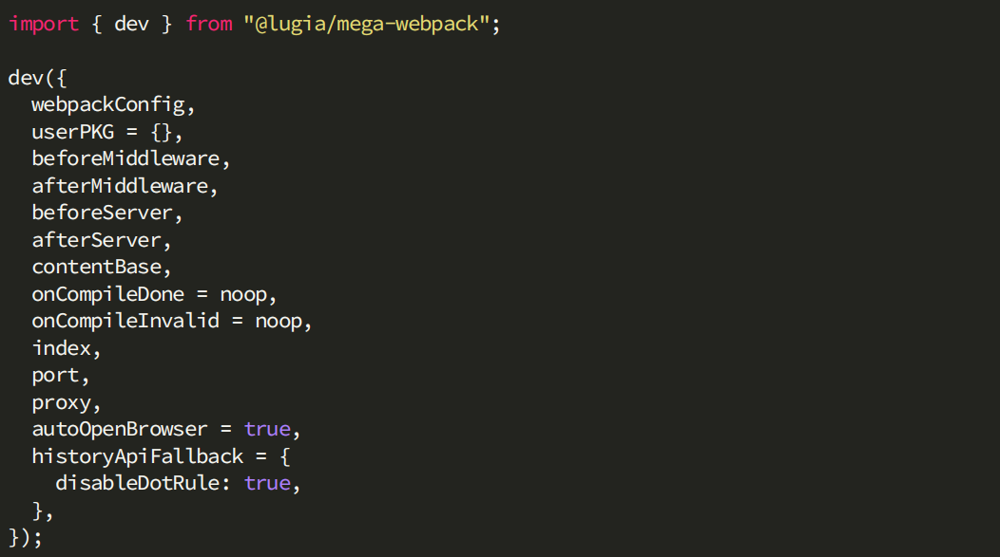 import { dev } from "@lugia/mega-webpack";

dev({
  webpackConfig,
  userPKG = {},
  beforeMiddleware,
  afterMiddleware,
  beforeServer,
  afterServer,
  contentBase,
  onCompileDone = noop,
  onCompileInvalid = noop,
  index,
  port,
  proxy,
  autoOpenBrowser = true,
  historyApiFallback = {
    disableDotRule: true,
  },
});